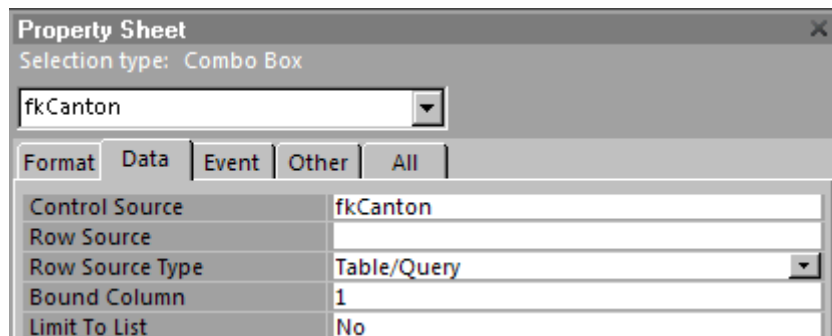 Property Sheet
Selection type: Combo Box
fkCanton
Format Data Event Other All
Control Source fkCanton
Row Source
Row Source Type Table/Query
Bound Column 1
Limit To List No